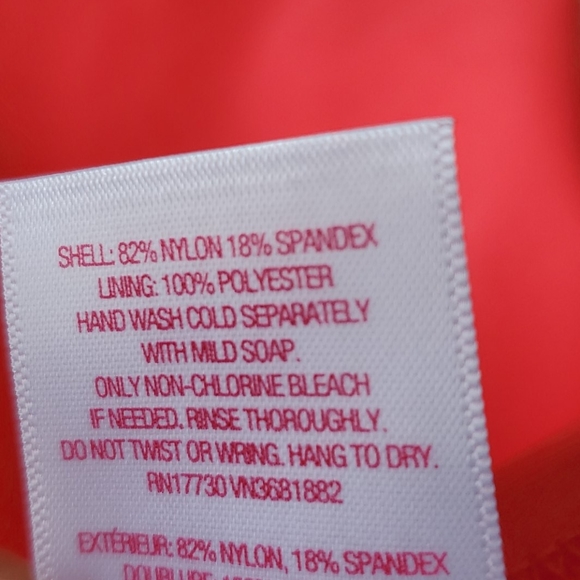 SHELL: 82% NYLON 18% SPANDEX
LINING: 100% POLYESTER
HAND WASH COLD SEPARATELY
WITH MILD SOAP.
ONLY NON-CHLORINE BLEACH
IF NEEDED. RINSE THOROUGHLY.
DO NOT TWIST OR WRING. HANG TO DRY.
RN17730 VN3681882
EXTÉRIEUR: 82% NYLON, 18% SPANDEX